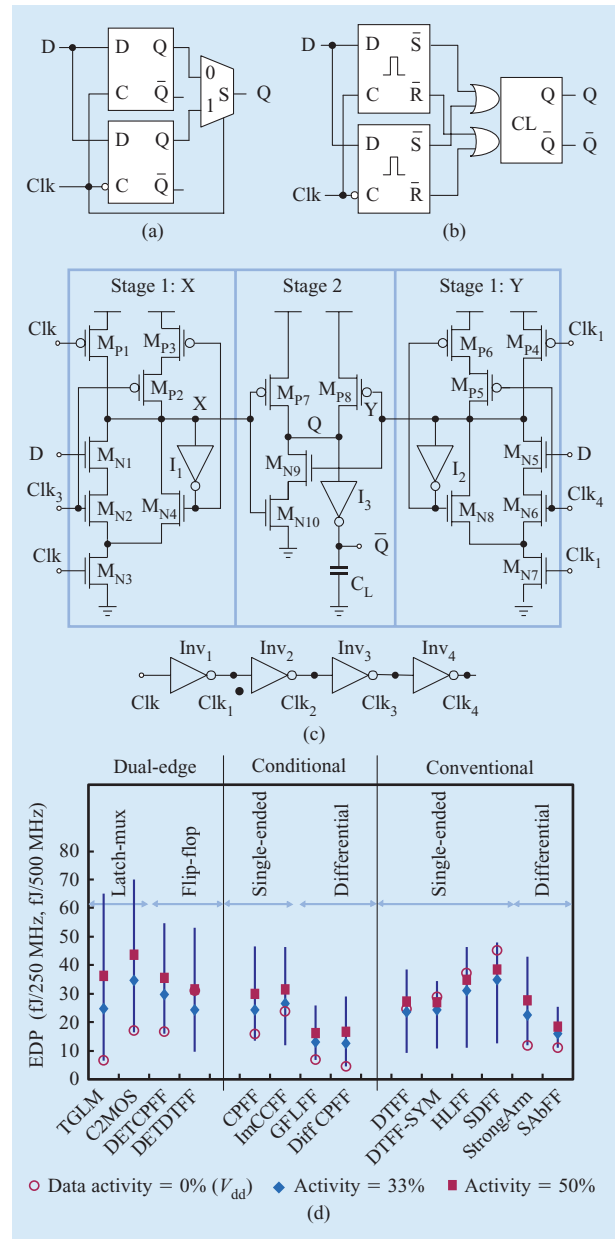 D
D
Q
C
Q̅
D
Q
C
Q̅
0
1
S
Q
Clk
(a)
D
D
S̅
C
R̅
D
S̅
C
R̅
CL
Q
Q̅
Q
Q̅
Clk
(b)
Stage 1: X
Stage 2
Stage 1: Y
Clk
M_P1
M_P3
M_P2
X
D
M_N1
I_1
Clk_3
M_N2
M_N4
Clk
M_N3
M_P7
M_P8
Y
Q
M_N9
I_3
M_N10
Q̅
C_L
M_P6
M_P4
Clk_1
M_P5
I_2
M_N5
D
M_N8
M_N6
Clk_4
M_N7
Clk_1
Inv_1
Inv_2
Inv_3
Inv_4
Clk
Clk_1
Clk_2
Clk_3
Clk_4
(c)
Dual-edge
Conditional
Conventional
Latch-mux
Flip-flop
Single-ended
Differential
Single-ended
Differential
EDP (fJ/250 MHz, fJ/500 MHz)
80
70
60
50
40
30
20
10
0
TGLM
C2MOS
DETCPFF
DETDTFF
CPFF
ImCCFF
GFLFF
Diff CPFF
DTFF
DTFF-SYM
HLFF
SDFF
StrongArm
SAbFF
Data activity = 0% (V_dd)
Activity = 33%
Activity = 50%
(d)